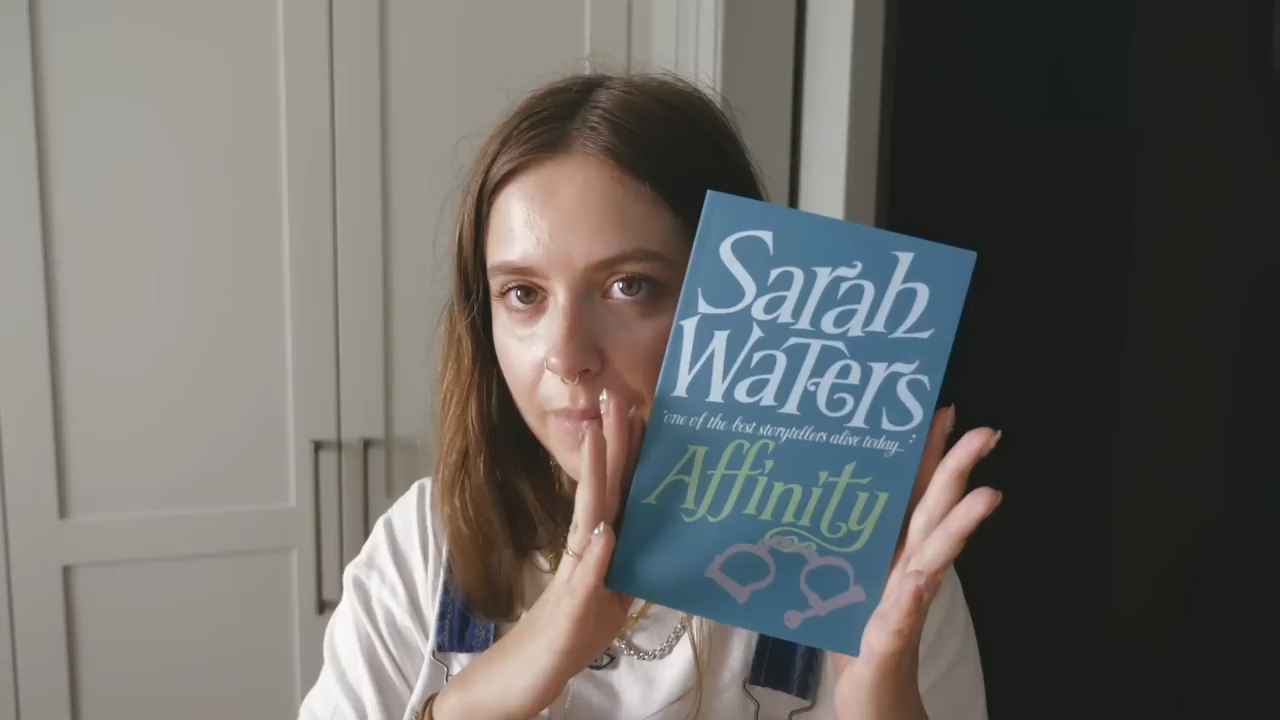 Sarah
Waters
'one of the best storytellers alive today...'
Affinity